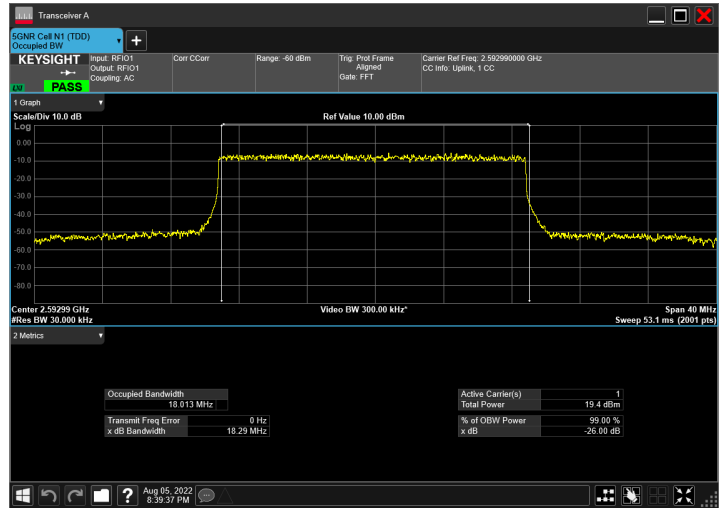 Transceiver A
5GNR Cell N1 (TDD)
Occupied BW
KEYSIGHT
LXI
PASS
Input: RFIO1
Output: RFIO1
Coupling: AC
Corr CCorr
Range: -60 dBm
Trig: Prot Frame
Aligned
Gate: FFT
Carrier Ref Freq: 2.592990000 GHz
CC Info: Uplink, 1 CC
1 Graph
Scale/Div 10.0 dB
Ref Value 10.00 dBm
Log
0.00
-10.0
-20.0
-30.0
-40.0
-50.0
-60.0
-70.0
-80.0
Center 2.59299 GHz
Video BW 300.00 kHz*
Span 40 MHz
#Res BW 30.000 kHz
Sweep 53.1 ms (2001 pts)
2 Metrics
Occupied Bandwidth
18.013 MHz
Transmit Freq Error 0 Hz
x dB Bandwidth 18.29 MHz
Active Carrier(s) 1
Total Power 19.4 dBm
% of OBW Power 99.00 %
x dB -26.00 dB
Aug 05, 2022
8:39:37 PM